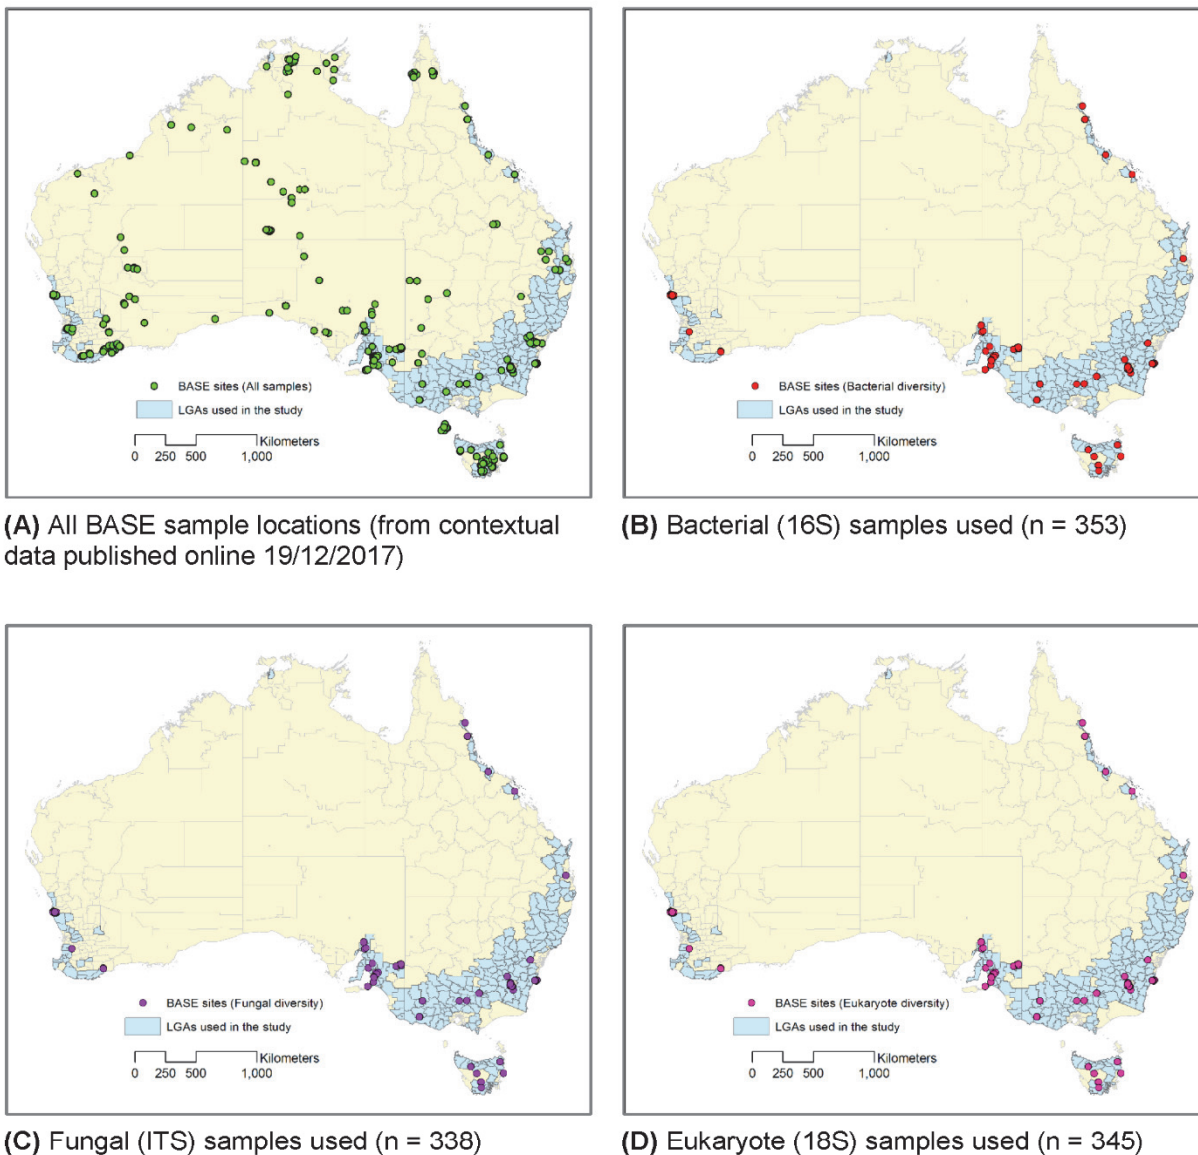 BASE sites (All samples)
LGAs used in the study
Kilometers
0 250 500 1,000
(A) All BASE sample locations (from contextual
data published online 19/12/2017)
BASE sites (Bacterial diversity)
LGAs used in the study
Kilometers
0 250 500 1,000
(B) Bacterial (16S) samples used (n = 353)
BASE sites (Fungal diversity)
LGAs used in the study
Kilometers
0 250 500 1,000
(C) Fungal (ITS) samples used (n = 338)
BASE sites (Eukaryote diversity)
LGAs used in the study
Kilometers
0 250 500 1,000
(D) Eukaryote (18S) samples used (n = 345)